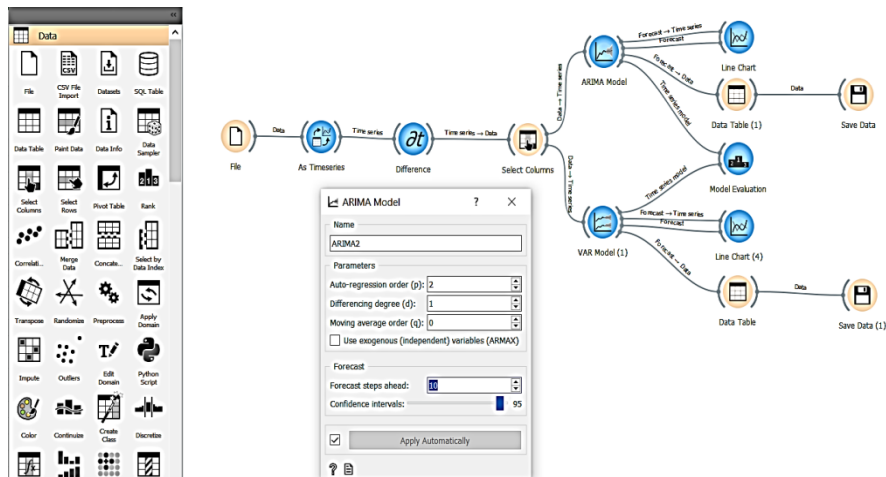 «
Data
File
CSV
CSV File
Import
Datasets
SQL Table
Data Table
Paint Data
Data Info
Data
Sampler
Select
Columns
Select
Rows
Pivot Table
Rank
Correlati...
Merge
Data
Concate...
Select by
Data Index
Transpose
Randomize
Preprocess
Apply
Domain
Impute
Outliers
Edit
Domain
Python
Script
Color
Continuize
Create
Class
Discretize
File
Data
As Timeseries
Time series
Difference
Time series → Data
Select Columns
Data → Time series
Data → Time series
ARIMA Model
Forecast → Time series
Forecast
Line Chart
Forecast → Data
Data Table (1)
Data
Save Data
Time series model
Model Evaluation
Time series model
VAR Model (1)
Forecast → Time series
Forecast
Line Chart (4)
Forecast → Data
Data Table
Data
Save Data (1)
ARIMA Model ? ×
Name
ARIMA2
Parameters
Auto-regression order (p): 2
Differencing degree (d): 1
Moving average order (q): 0
Use exogenous (independent) variables (ARMAX)
Forecast
Forecast steps ahead: 10
Confidence intervals: 95
Apply Automatically
?